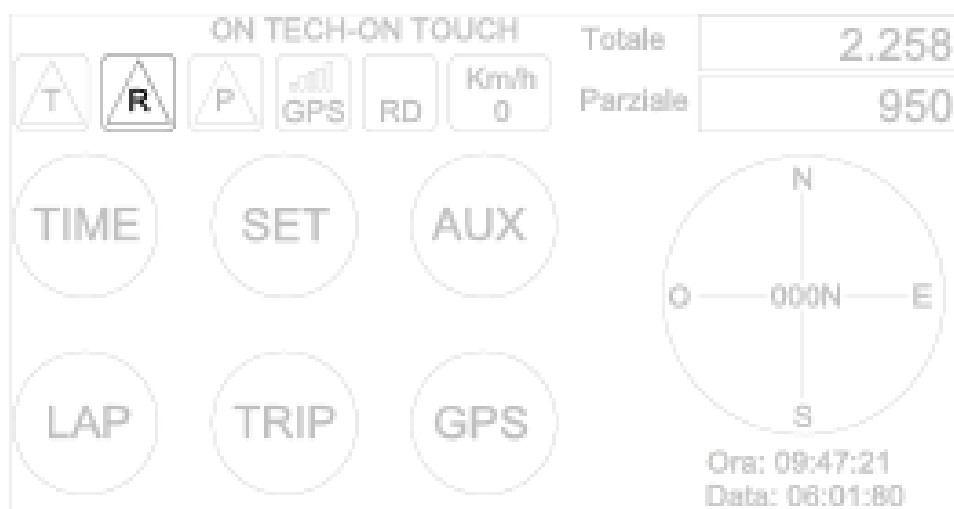 ON TECH-ON TOUCH
Totale 2.258
T R P GPS RD Km/h 0
Parziale 950
TIME SET AUX
N
O 000N E
LAP TRIP GPS
S
Ora: 09:47:21
Data: 06:01:80